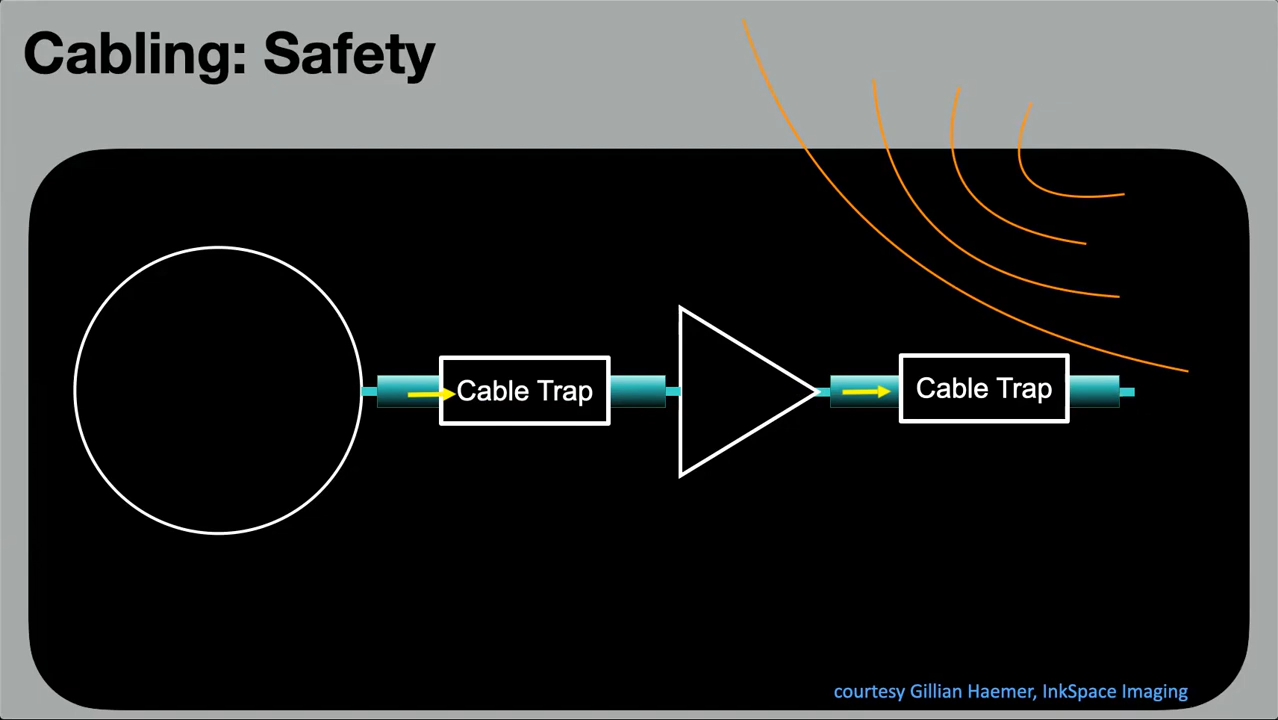 Cabling: Safety
Cable Trap
Cable Trap
courtesy Gillian Haemer, InkSpace Imaging